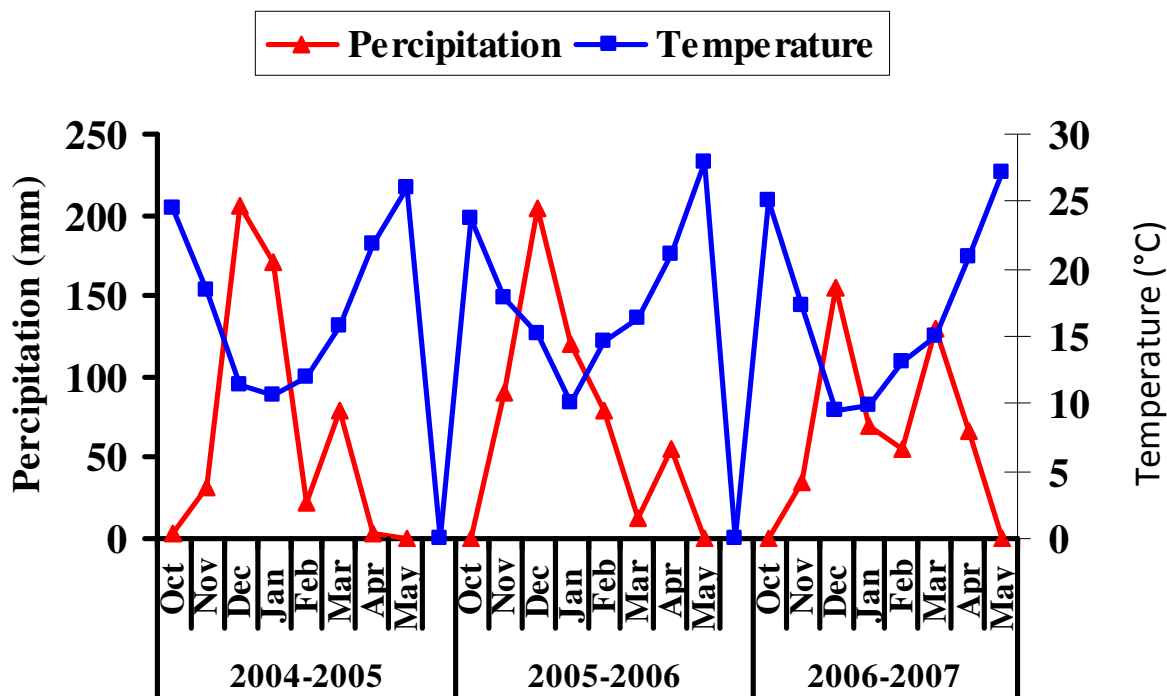 Percipitation Temperature
Percipitation (mm)
250
200
150
100
50
0
30
25
20
15
10
5
0
Temperature (°C)
Oct Nov Dec Jan Feb Mar Apr May Oct Nov Dec Jan Feb Mar Apr May Oct Nov Dec Jan Feb Mar Apr May
2004-2005 2005-2006 2006-2007